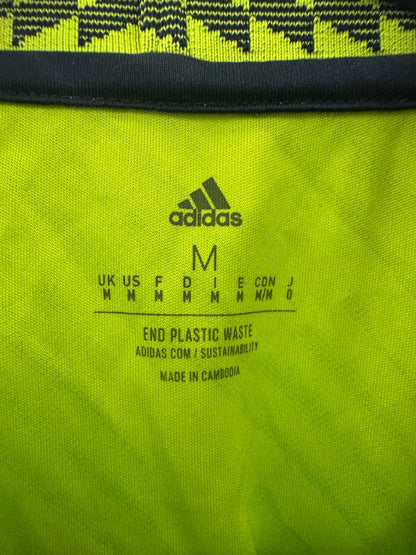 adidas
M
UK US F D I E CON J
M M M M M M M/M O
END PLASTIC WASTE
ADIDAS.COM / SUSTAINABILITY
MADE IN CAMBODIA